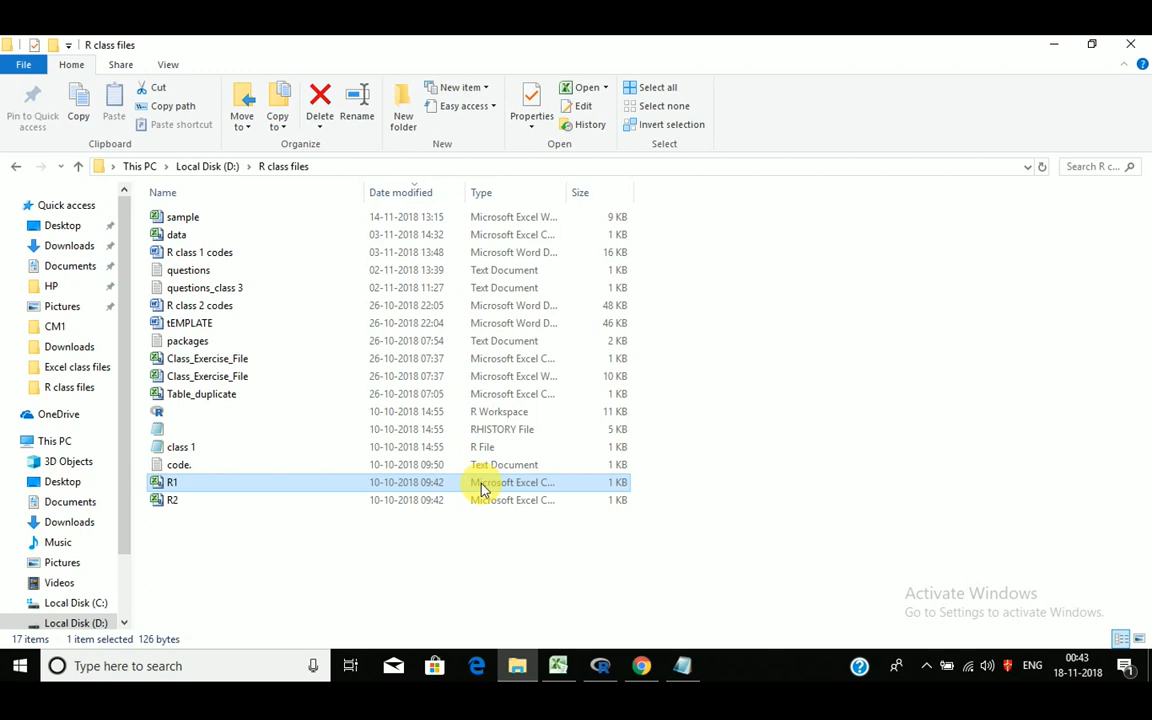 R class files
File Home Share View
Pin to Quick access
Copy
Paste
Cut
Copy path
Paste shortcut
Clipboard
Move to
Copy to
Delete
Rename
Organize
New folder
New item
Easy access
New
Properties
Open
Edit
History
Open
Select all
Select none
Invert selection
Select
This PC Local Disk (D:) R class files
Search R c...
Name Date modified Type Size
sample 14-11-2018 13:15 Microsoft Excel W... 9 KB
data 03-11-2018 14:32 Microsoft Excel C... 1 KB
R class 1 codes 03-11-2018 13:48 Microsoft Word D... 16 KB
questions 02-11-2018 13:39 Text Document 1 KB
questions_class 3 02-11-2018 11:27 Text Document 1 KB
R class 2 codes 26-10-2018 22:05 Microsoft Word D... 48 KB
tEMPLATE 26-10-2018 22:04 Microsoft Word D... 46 KB
packages 26-10-2018 07:54 Text Document 2 KB
Class_Exercise_File 26-10-2018 07:37 Microsoft Excel C... 1 KB
Class_Exercise_File 26-10-2018 07:37 Microsoft Excel W... 10 KB
Table_duplicate 26-10-2018 07:05 Microsoft Excel C... 1 KB
10-10-2018 14:55 R Workspace 11 KB
10-10-2018 14:55 RHISTORY File 5 KB
class 1 10-10-2018 14:55 R File 1 KB
code. 10-10-2018 09:50 Text Document 1 KB
R1 10-10-2018 09:42 Microsoft Excel C... 1 KB
R2 10-10-2018 09:42 Microsoft Excel C... 1 KB
Quick access
Desktop
Downloads
Documents
HP
Pictures
CM1
Downloads
Excel class files
R class files
OneDrive
This PC
3D Objects
Desktop
Documents
Downloads
Music
Pictures
Videos
Local Disk (C:)
Local Disk (D:)
Activate Windows
Go to Settings to activate Windows.
17 items 1 item selected 126 bytes
Type here to search
ENG
00:43
18-11-2018
1